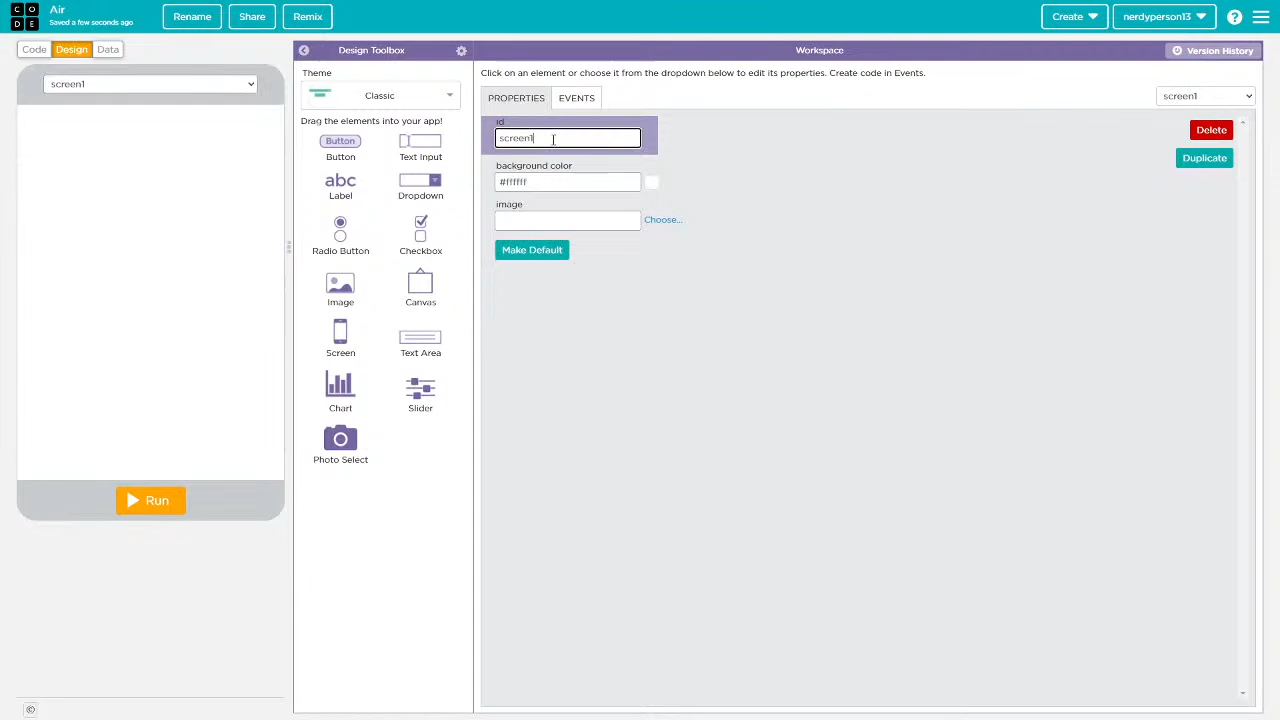 C O
D E
Air
Saved a few seconds ago
Rename
Share
Remix
Create
nerdyperson13
?
Code
Design
Data
Design Toolbox
Workspace
Version History
screen1
Theme
Classic
Drag the elements into your app!
Button
Button
Text Input
abc
Label
Dropdown
Radio Button
Checkbox
Image
Canvas
Screen
Text Area
Chart
Slider
Photo Select
Click on an element or choose it from the dropdown below to edit its properties. Create code in Events.
PROPERTIES
EVENTS
screen1
id
screen1
background color
#ffffff
image
Choose...
Make Default
Delete
Duplicate
Run
©